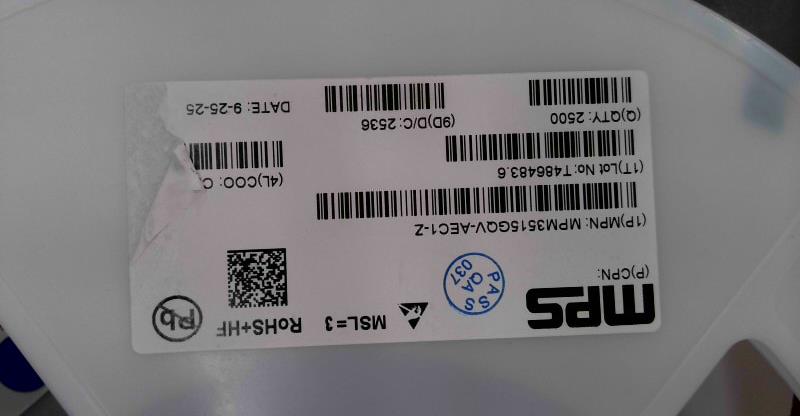 mps
PASS
QA
037
MSL=3
RoHS+HF
Pb
(P)CPN:
(1P)MPN: MPM3515GQV-AEC1-Z
(1T)Lot No: T486483.6
(4L)COO: C
(Q)QTY: 2500
(9D)D/C: 2536
DATE: 9-25-25